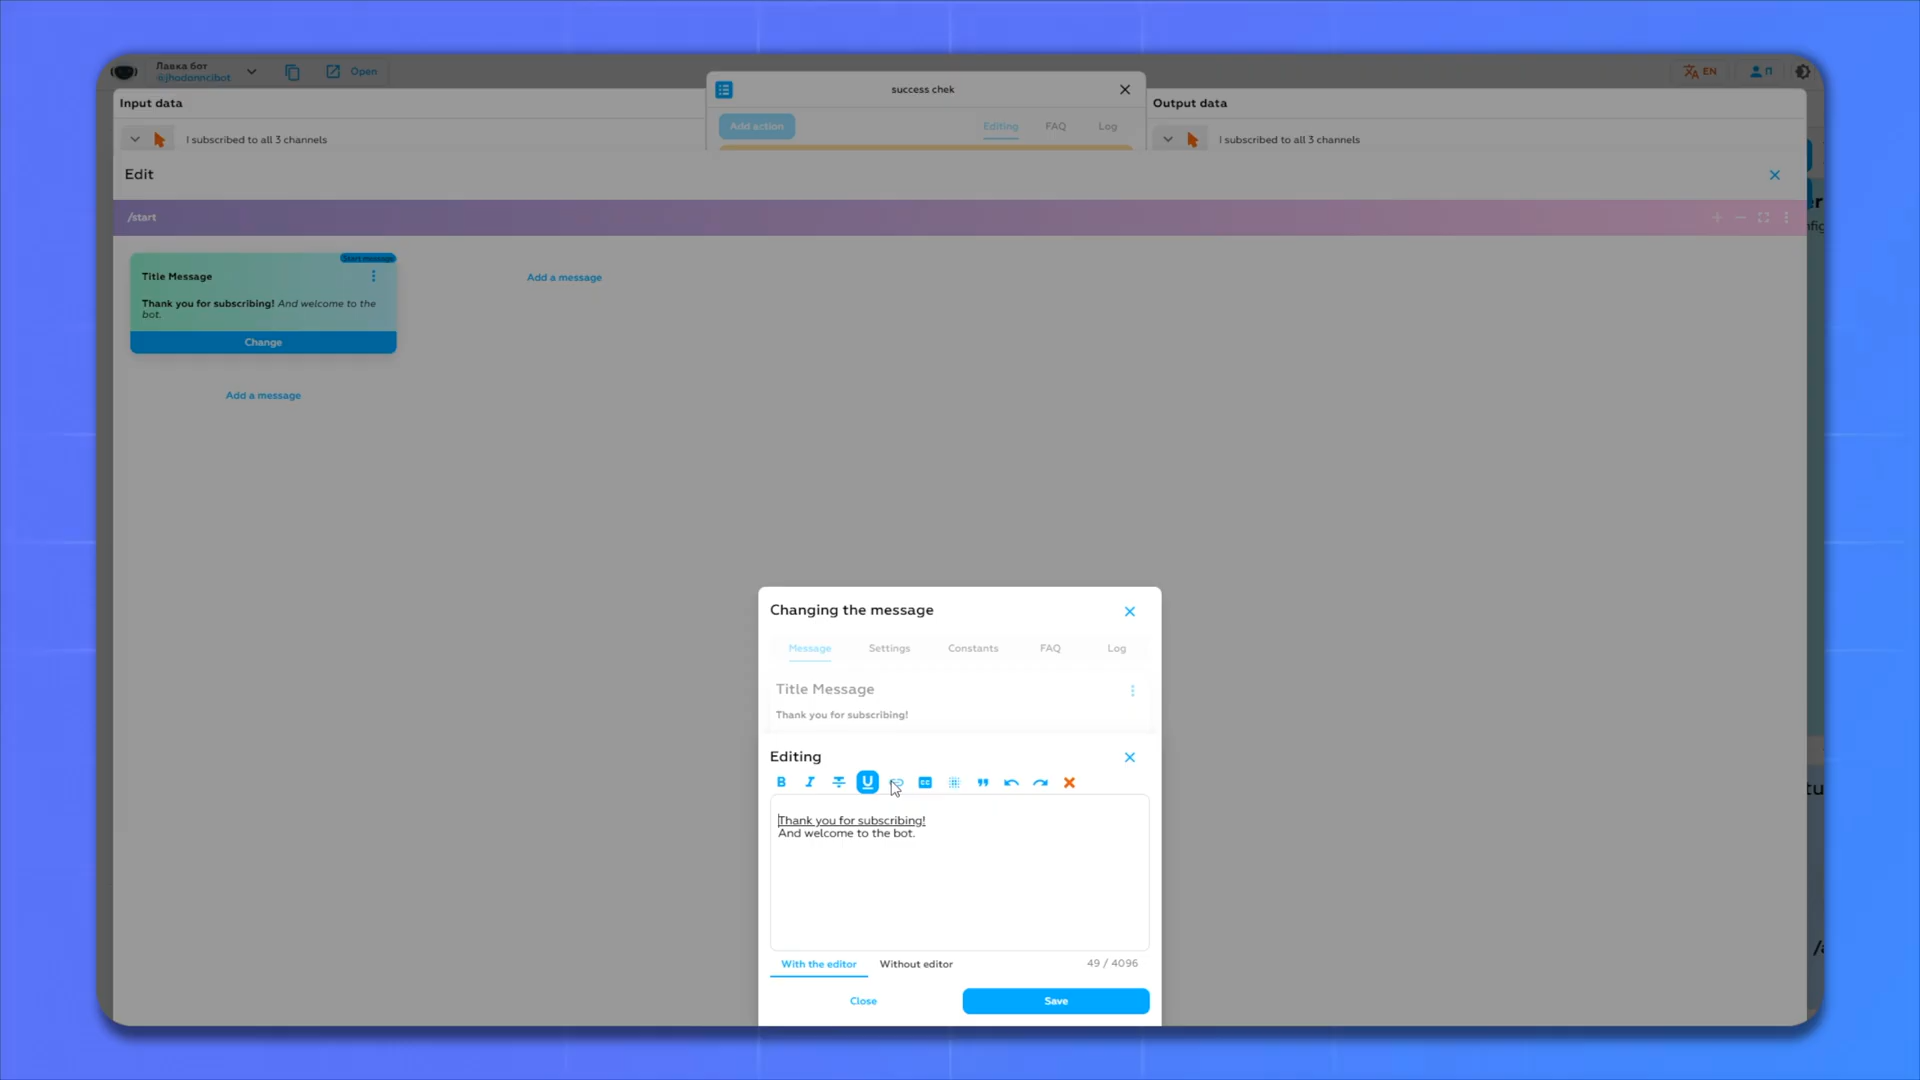 Лавка бот
@jhodanncibot
Open
EN
П
Input data
success chek
Output data
Add action
Editing
FAQ
Log
I subscribed to all 3 channels
I subscribed to all 3 channels
Edit
/start
Start message
Title Message
Thank you for subscribing! And welcome to the
bot.
Change
Add a message
Add a message
Changing the message
Message
Settings
Constants
FAQ
Log
Title Message
Thank you for subscribing!
Editing
B
I
U
CC
Thank you for subscribing!
And welcome to the bot.
With the editor
Without editor
49 / 4096
Close
Save